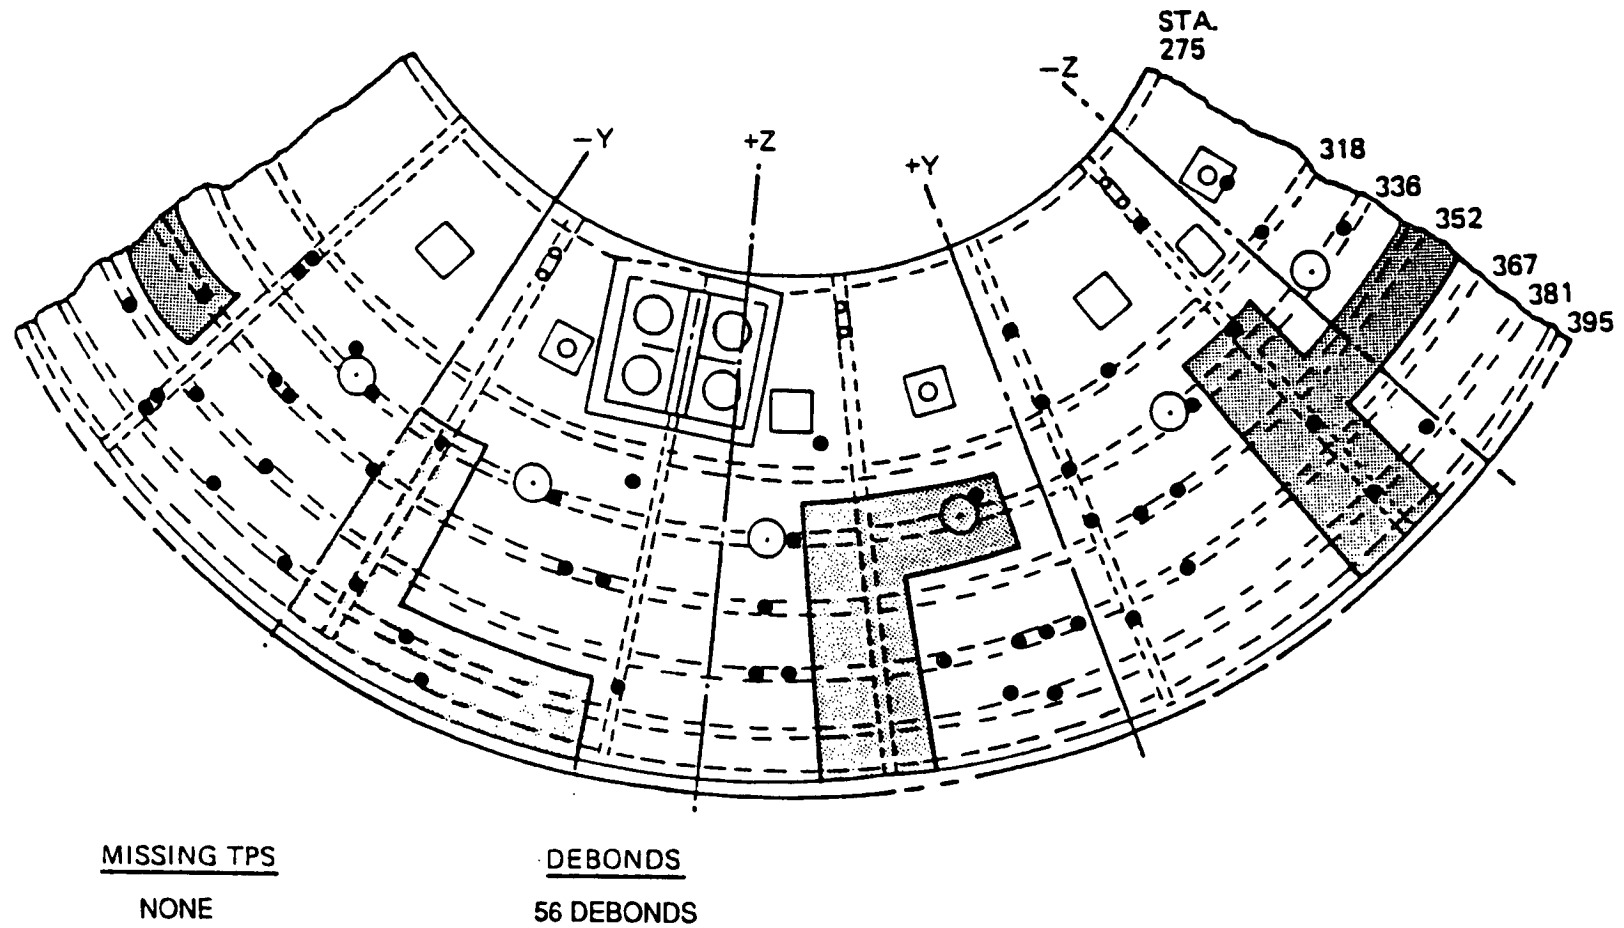 STA.
275
–Z
318
336
352
367
381
395
–Y
+Z
+Y
MISSING TPS
NONE
DEBONDS
56 DEBONDS